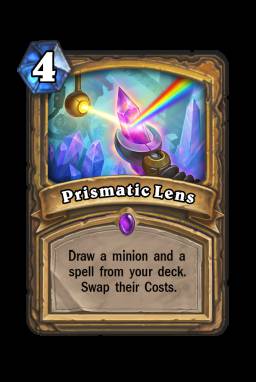 4
Prismatic Lens
Draw a minion and a
spell from your deck.
Swap their Costs.